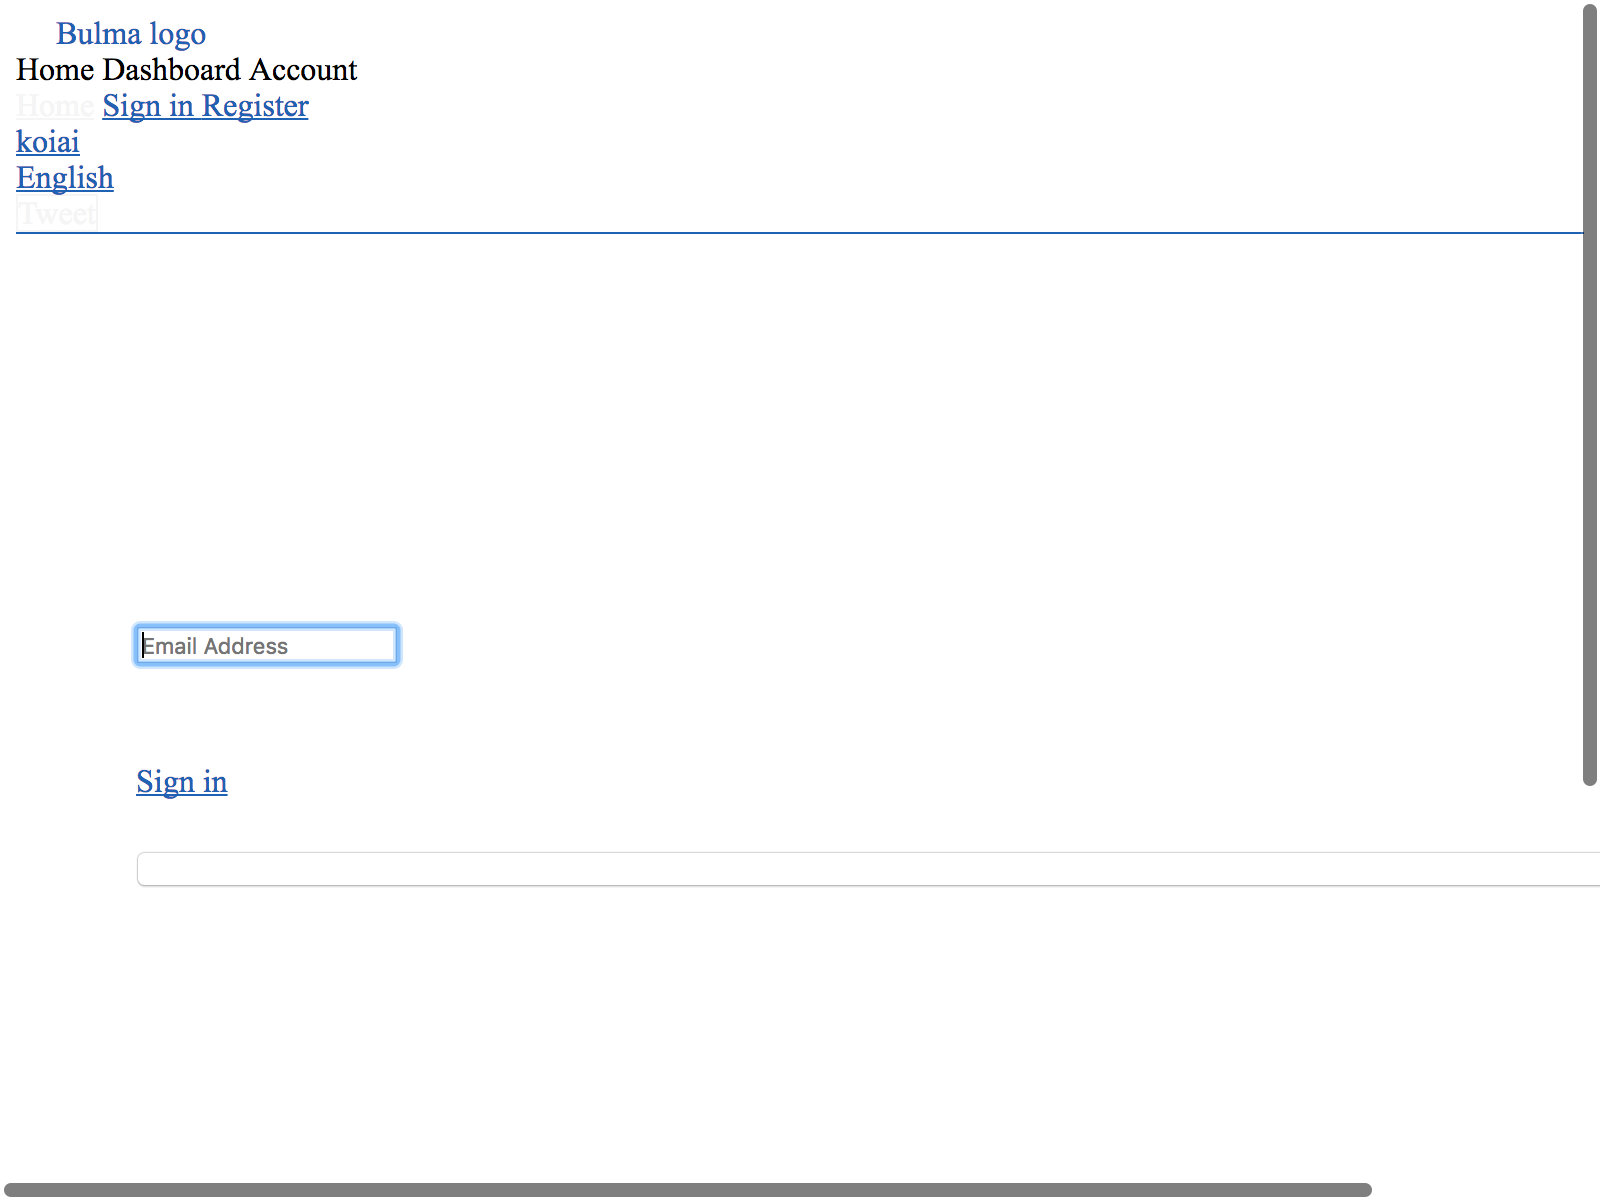 Bulma logo
Home Dashboard Account
Home Sign in Register
koiai
English
Tweet
Email Address
Sign in